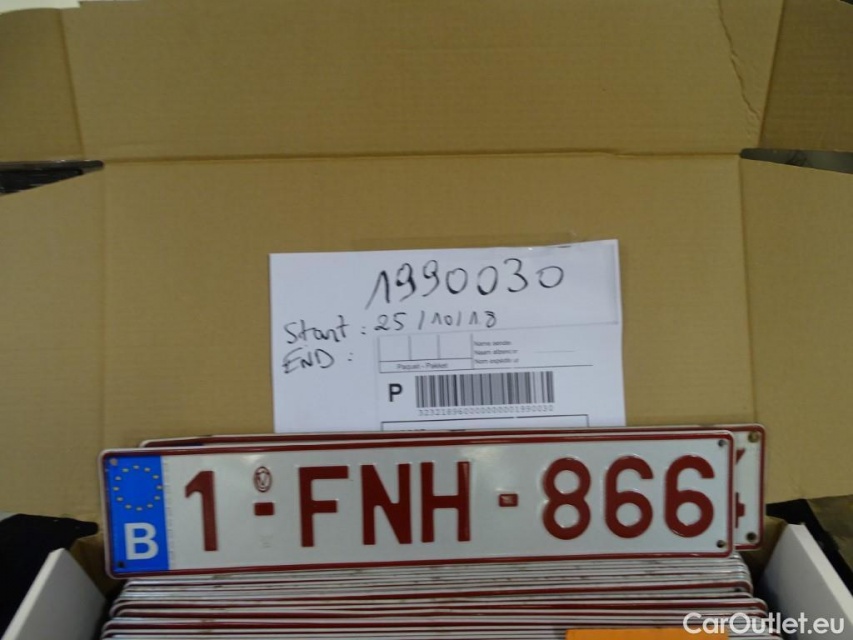 1990030
Start: 25/10/18
END:
Paquet - Pakket
P
B 1-FNH-866
CarOutlet.eu